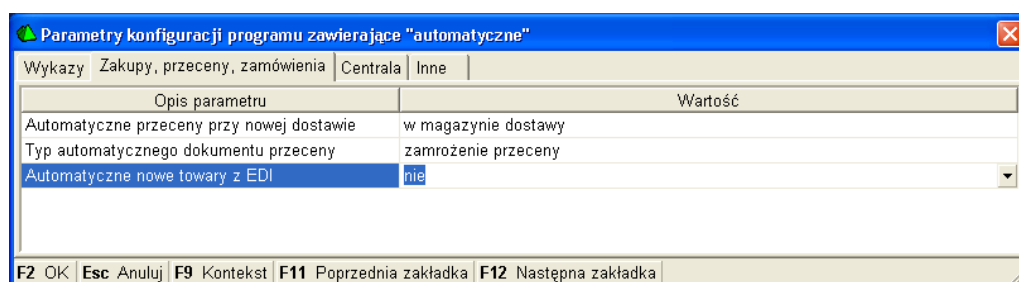 Parametry konfiguracji programu zawierające "automatyczne"
Wykazy Zakupy, przeceny, zamówienia Centrala Inne
Opis parametru Wartość
Automatyczne przeceny przy nowej dostawie w magazynie dostawy
Typ automatycznego dokumentu przeceny zamrożenie przeceny
Automatyczne nowe towary z EDI nie
F2 OK Esc Anuluj F9 Kontekst F11 Poprzednia zakładka F12 Następna zakładka